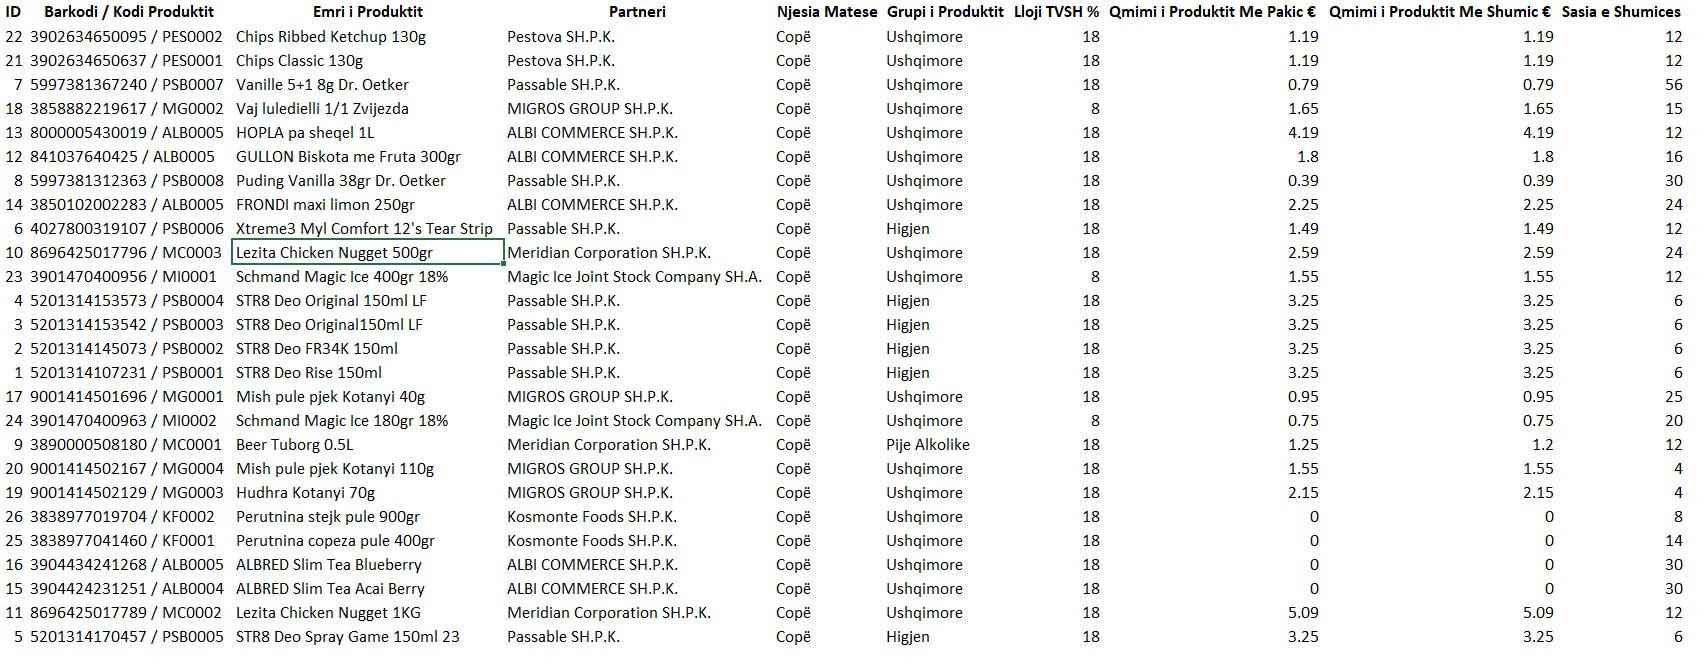 ID Barkodi / Kodi Produktit Emri i Produktit Partneri Njesia Matese Grupi i Produktit Lloji TVSH % Qmimi i Produktit Me Pakic € Qmimi i Produktit Me Shumic € Sasia e Shumices
22 3902634650095 / PES0002 Chips Ribbed Ketchup 130g Pestova SH.P.K. Copë Ushqimore 18 1.19 1.19 12
21 3902634650637 / PES0001 Chips Classic 130g Pestova SH.P.K. Copë Ushqimore 18 1.19 1.19 12
7 5997381367240 / PSB0007 Vanille 5+1 8g Dr. Oetker Passable SH.P.K. Copë Ushqimore 18 0.79 0.79 56
18 3858882219617 / MG0002 Vaj luledielli 1/1 Zvijezda MIGROS GROUP SH.P.K. Copë Ushqimore 8 1.65 1.65 15
13 8000005430019 / ALB0005 HOPLA pa sheqel 1L ALBI COMMERCE SH.P.K. Copë Ushqimore 18 4.19 4.19 12
12 841037640425 / ALB0005 GULLON Biskota me Fruta 300gr ALBI COMMERCE SH.P.K. Copë Ushqimore 18 1.8 1.8 16
8 5997381312363 / PSB0008 Puding Vanilla 38gr Dr. Oetker Passable SH.P.K. Copë Ushqimore 18 0.39 0.39 30
14 3850102002283 / ALB0005 FRONDI maxi limon 250gr ALBI COMMERCE SH.P.K. Copë Ushqimore 18 2.25 2.25 24
6 4027800319107 / PSB0006 Xtreme3 Myl Comfort 12's Tear Strip Passable SH.P.K. Copë Higjen 18 1.49 1.49 12
10 8696425017796 / MC0003 Lezita Chicken Nugget 500gr Meridian Corporation SH.P.K. Copë Ushqimore 18 2.59 2.59 24
23 3901470400956 / MI0001 Schmand Magic Ice 400gr 18% Magic Ice Joint Stock Company SH.A. Copë Ushqimore 8 1.55 1.55 12
4 5201314153573 / PSB0004 STR8 Deo Original 150ml LF Passable SH.P.K. Copë Higjen 18 3.25 3.25 6
3 5201314153542 / PSB0003 STR8 Deo Original150ml LF Passable SH.P.K. Copë Higjen 18 3.25 3.25 6
2 5201314145073 / PSB0002 STR8 Deo FR34K 150ml Passable SH.P.K. Copë Higjen 18 3.25 3.25 6
1 5201314107231 / PSB0001 STR8 Deo Rise 150ml Passable SH.P.K. Copë Higjen 18 3.25 3.25 6
17 9001414501696 / MG0001 Mish pule pjek Kotanyi 40g MIGROS GROUP SH.P.K. Copë Ushqimore 18 0.95 0.95 25
24 3901470400963 / MI0002 Schmand Magic Ice 180gr 18% Magic Ice Joint Stock Company SH.A. Copë Ushqimore 8 0.75 0.75 20
9 3890000508180 / MC0001 Beer Tuborg 0.5L Meridian Corporation SH.P.K. Copë Pije Alkolike 18 1.25 1.2 12
20 9001414502167 / MG0004 Mish pule pjek Kotanyi 110g MIGROS GROUP SH.P.K. Copë Ushqimore 18 1.55 1.55 4
19 9001414502129 / MG0003 Hudhra Kotanyi 70g MIGROS GROUP SH.P.K. Copë Ushqimore 18 2.15 2.15 4
26 3838977019704 / KF0002 Perutnina stejk pule 900gr Kosmonte Foods SH.P.K. Copë Ushqimore 18 0 0 8
25 3838977041460 / KF0001 Perutnina copeza pule 400gr Kosmonte Foods SH.P.K. Copë Ushqimore 18 0 0 14
16 3904434241268 / ALB0005 ALBRED Slim Tea Blueberry ALBI COMMERCE SH.P.K. Copë Ushqimore 18 0 0 30
15 3904424231251 / ALB0004 ALBRED Slim Tea Acai Berry ALBI COMMERCE SH.P.K. Copë Ushqimore 18 0 0 30
11 8696425017789 / MC0002 Lezita Chicken Nugget 1KG Meridian Corporation SH.P.K. Copë Ushqimore 18 5.09 5.09 12
5 5201314170457 / PSB0005 STR8 Deo Spray Game 150ml 23 Passable SH.P.K. Copë Higjen 18 3.25 3.25 6